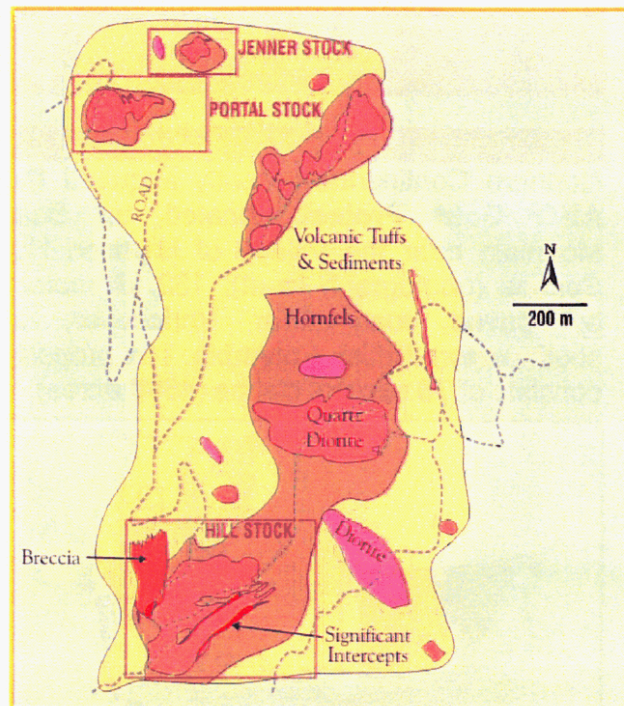 JENNER STOCK
PORTAL STOCK
ROAD
Volcanic Tuffs
& Sediments
N
200 m
Hornfels
Quartz
Diorite
HILL STOCK
Diorite
Breccia
Significant
Intercepts